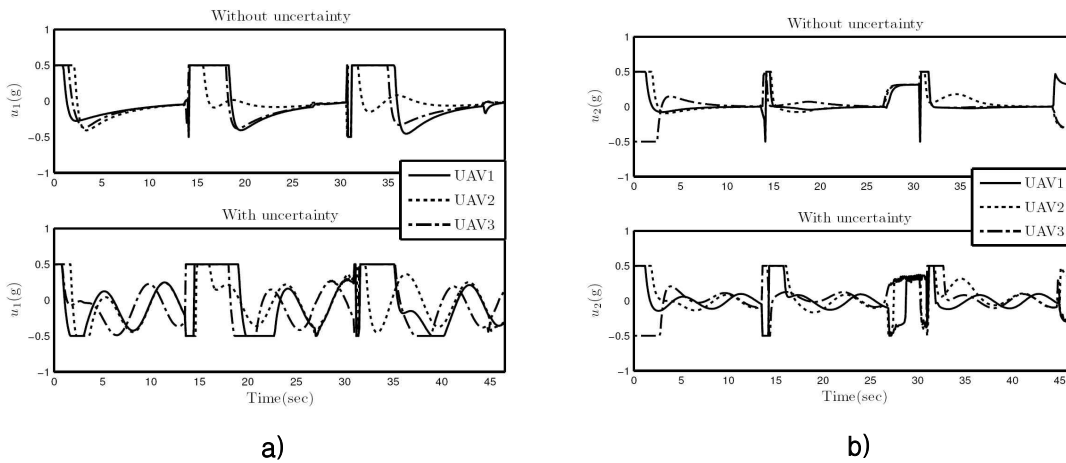 Without uncertainty
1
0.5
0
−0.5
−1
u1(g)
0 5 10 15 20 25 30 35
UAV1
UAV2
UAV3
With uncertainty
1
0.5
0
−0.5
−1
u1(g)
0 5 10 15 20 25 30 35 40 45
Time(sec)
a)
Without uncertainty
1
0.5
0
−0.5
−1
u2(g)
0 5 10 15 20 25 30 35
UAV1
UAV2
UAV3
With uncertainty
1
0.5
0
−0.5
−1
u2(g)
0 5 10 15 20 25 30 35 40 45
Time(sec)
b)